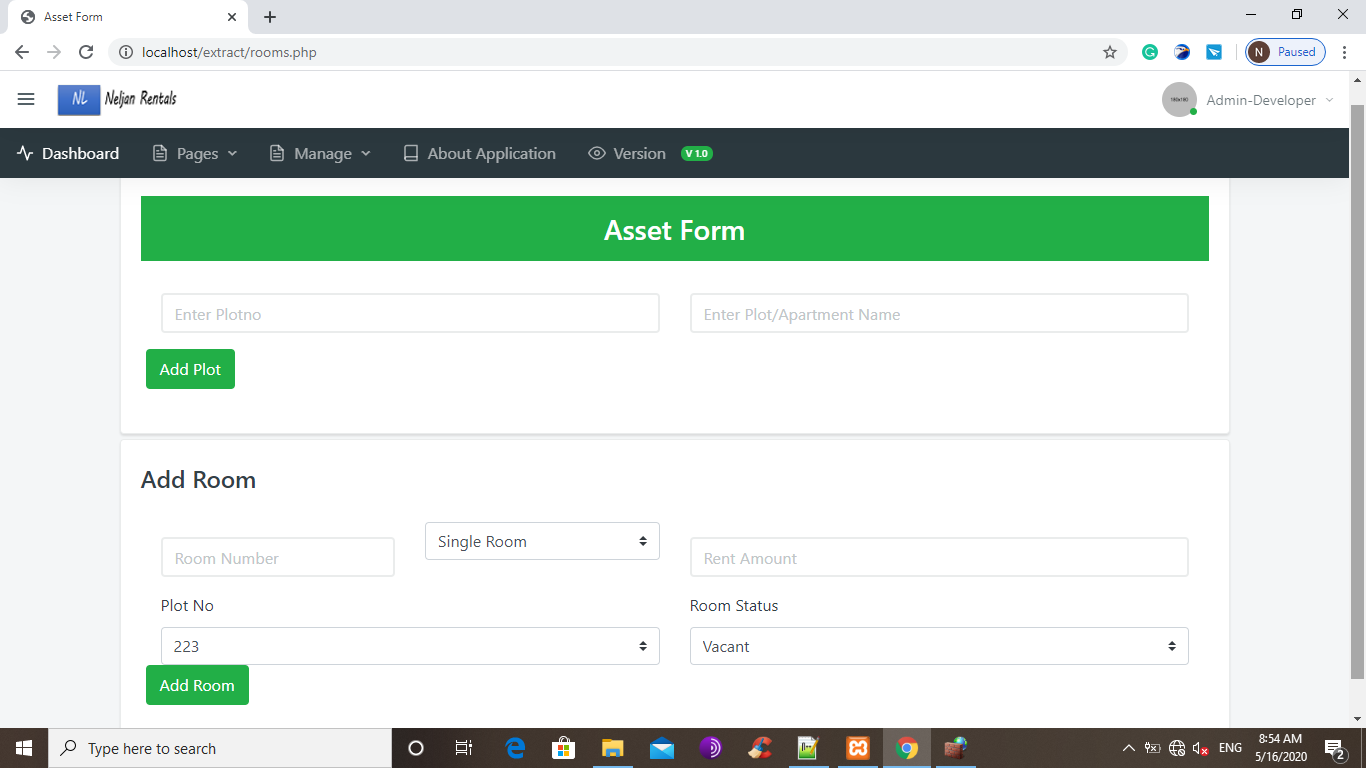 Asset Form
localhost/extract/rooms.php
N Paused
NL Neljan Rentals
Admin-Developer
Dashboard Pages Manage About Application Version V 1.0
Asset Form
Enter Plotno Enter Plot/Apartment Name
Add Plot
Add Room
Room Number Single Room Rent Amount
Plot No Room Status
223 Vacant
Add Room
Type here to search ENG 8:54 AM
5/16/2020 2